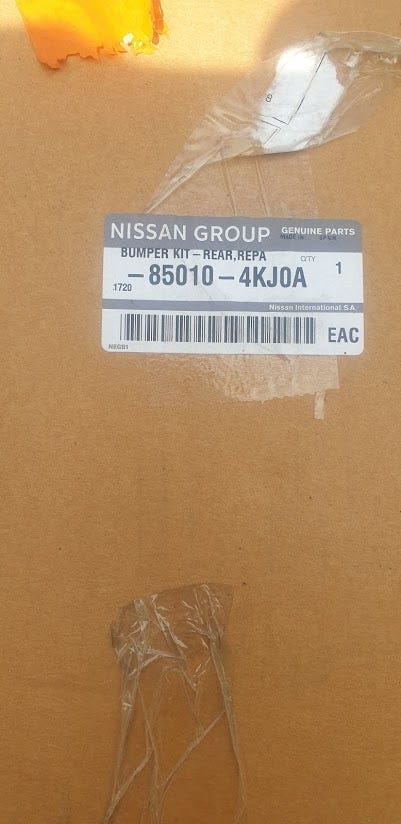 NISSAN GROUP GENUINE PARTS
MADE IN SPAIN
BUMPER KIT – REAR,REPA
Q/TY 1
– 85010 – 4KJ0A
1720
Nissan International SA
EAC
NEGB1